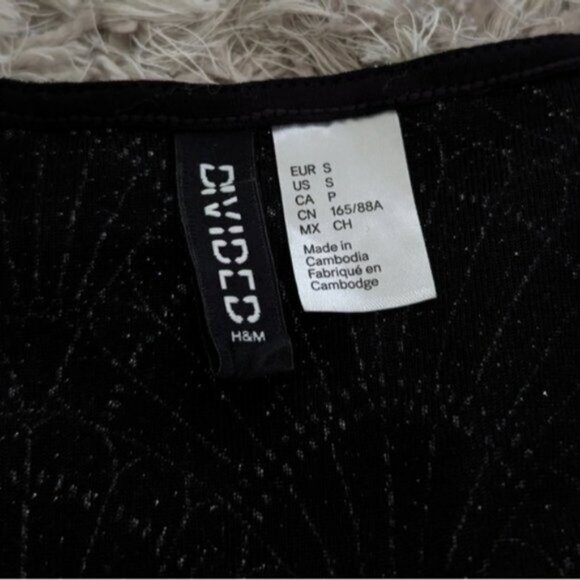 DIVIDED
H&M
EUR S
US S
CA P
CN 165/88A
MX CH
Made in
Cambodia
Fabriqué en
Cambodge